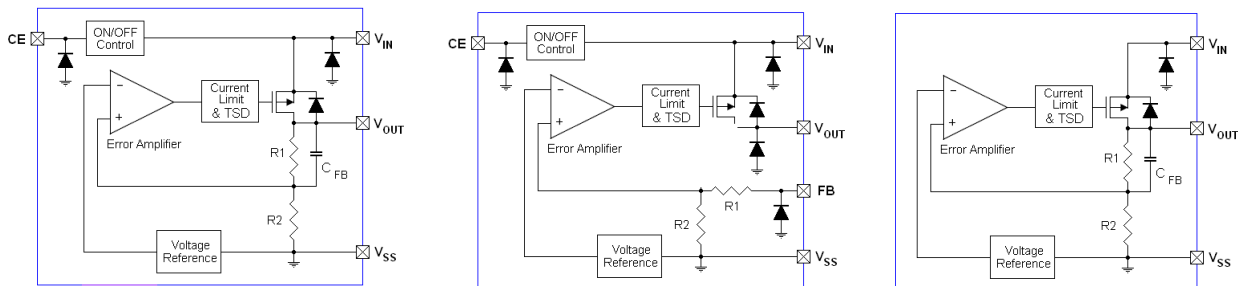 CE
ON/OFF
Control
VIN
−
+
Error Amplifier
Current
Limit
& TSD
VOUT
R1
CFB
R2
Voltage
Reference
VSS
CE
ON/OFF
Control
VIN
−
+
Error Amplifier
Current
Limit
& TSD
VOUT
FB
R1
R2
Voltage
Reference
VSS
VIN
−
+
Error Amplifier
Current
Limit
& TSD
VOUT
R1
CFB
R2
Voltage
Reference
VSS